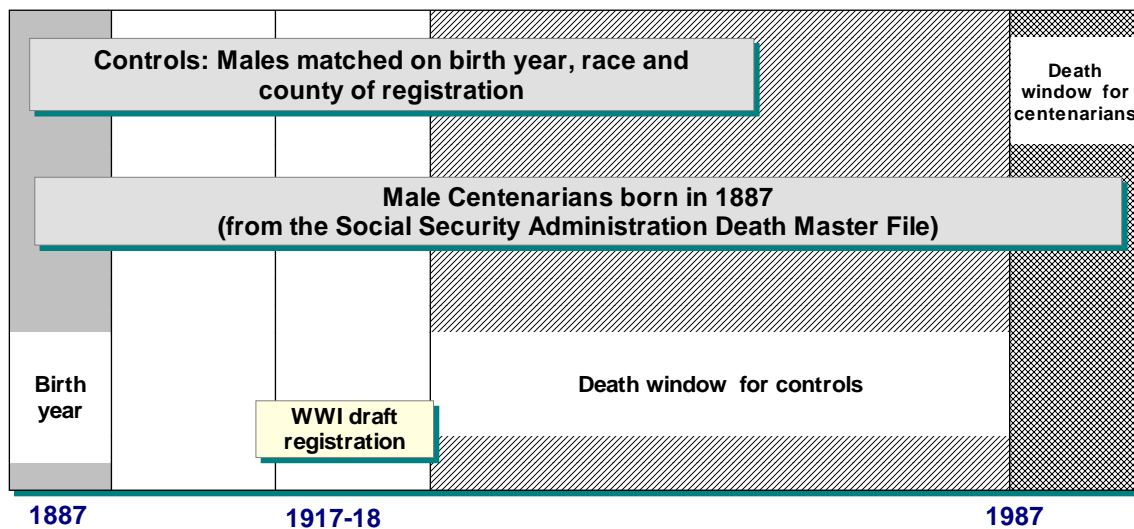 Controls: Males matched on birth year, race and
county of registration
Death
window for
centenarians
Male Centenarians born in 1887
(from the Social Security Administration Death Master File)
Birth
year
Death window for controls
WWI draft
registration
1887
1917-18
1987